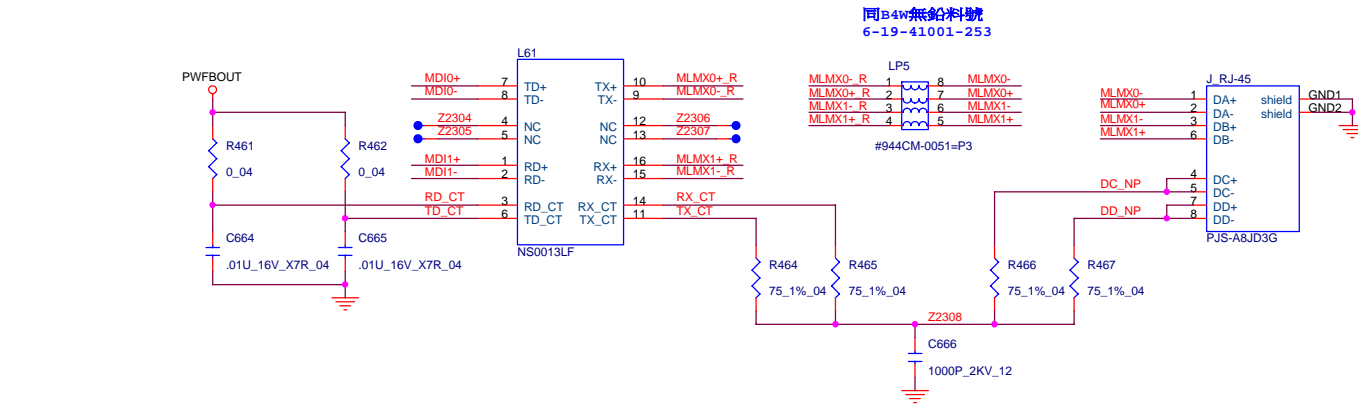 同B4W無鉛料號
6-19-41001-253
PWFBOUT
R461
0_04
R462
0_04
C664
.01U_16V_X7R_04
C665
.01U_16V_X7R_04
L61
MDI0+ 7 TD+ TX+ 10 MLMX0+_R
MDI0- 8 TD- TX- 9 MLMX0-_R
Z2304 4 NC NC 12 Z2306
Z2305 5 NC NC 13 Z2307
MDI1+ 1 RD+ RX+ 16 MLMX1+_R
MDI1- 2 RD- RX- 15 MLMX1-_R
RD_CT 3 RD_CT RX_CT 14 RX_CT
TD_CT 6 TD_CT TX_CT 11 TX_CT
NS0013LF
LP5
MLMX0-_R 1 8 MLMX0-
MLMX0+_R 2 7 MLMX0+
MLMX1-_R 3 6 MLMX1-
MLMX1+_R 4 5 MLMX1+
#944CM-0051=P3
J_RJ-45
MLMX0- 1 DA+ shield GND1
MLMX0+ 2 DA- shield GND2
MLMX1- 3 DB+
MLMX1+ 6 DB-
4 DC+
DC_NP 5 DC-
7 DD+
DD_NP 8 DD-
PJS-A8JD3G
R464
75_1%_04
R465
75_1%_04
R466
75_1%_04
R467
75_1%_04
Z2308
C666
1000P_2KV_12